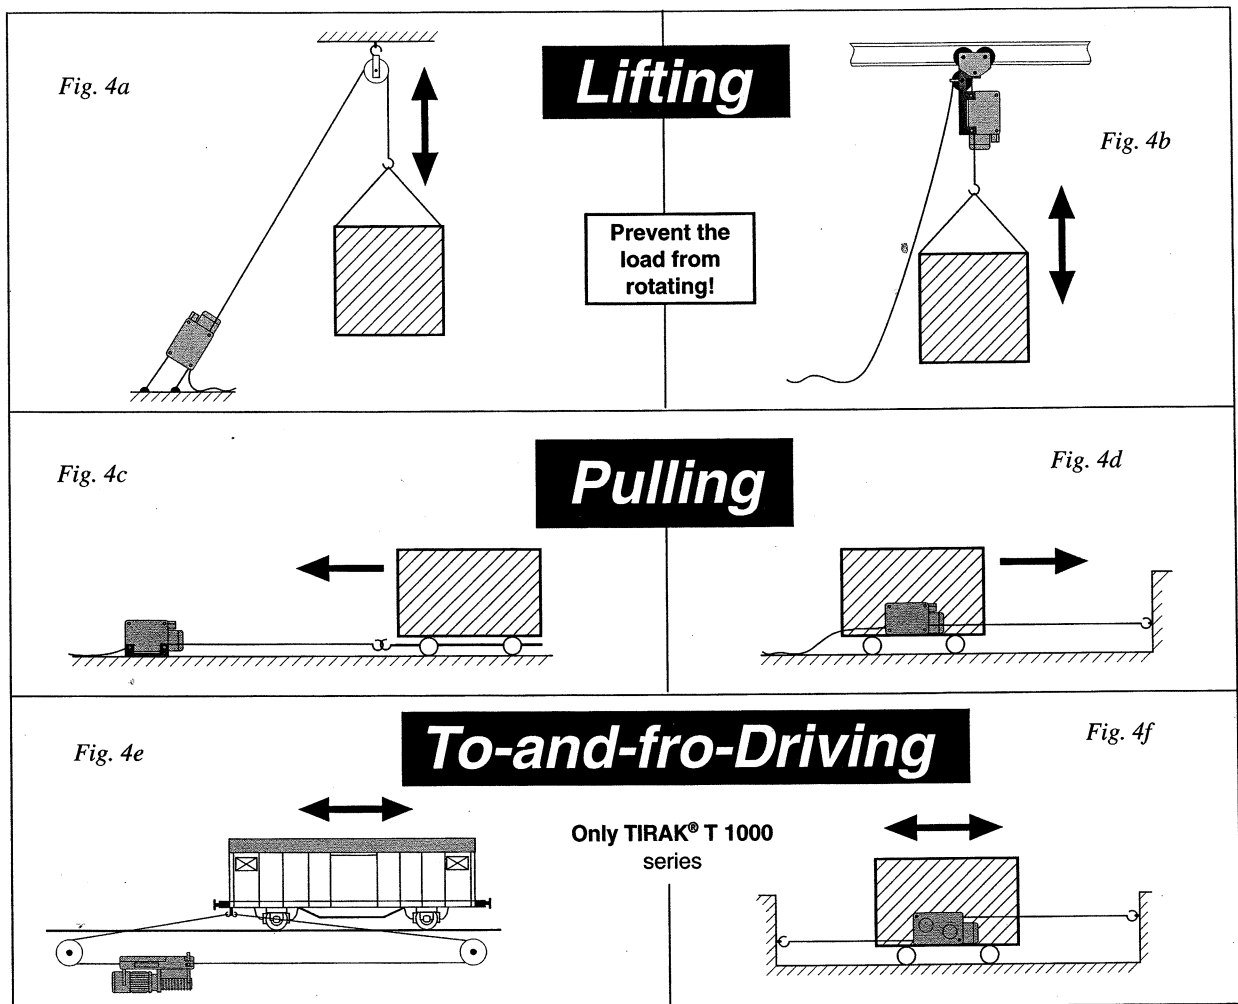 Fig. 4a
Lifting
Fig. 4b
Prevent the
load from
rotating!
Fig. 4c
Pulling
Fig. 4d
Fig. 4e
To-and-fro-Driving
Fig. 4f
Only TIRAK® T 1000
series